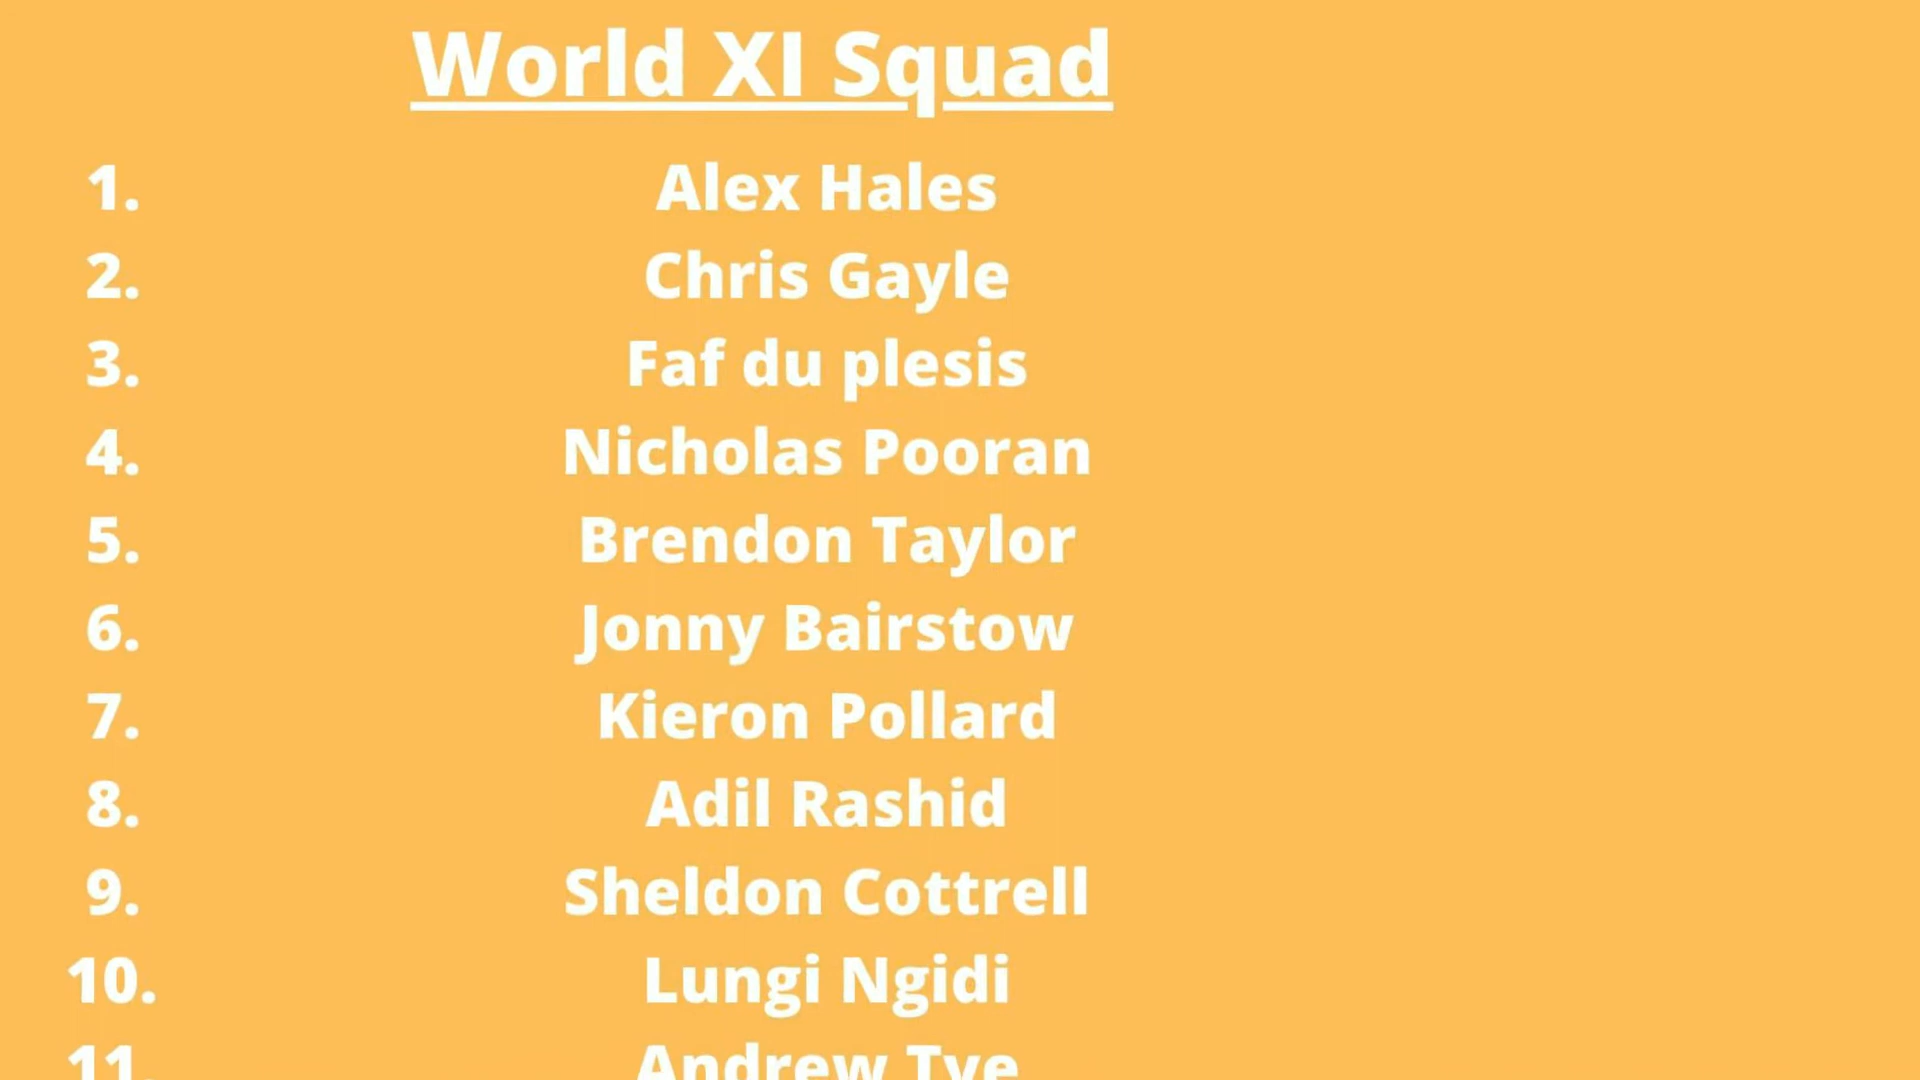 World XI Squad
1. Alex Hales
2. Chris Gayle
3. Faf du plesis
4. Nicholas Pooran
5. Brendon Taylor
6. Jonny Bairstow
7. Kieron Pollard
8. Adil Rashid
9. Sheldon Cottrell
10. Lungi Ngidi
11. Andrew Tye